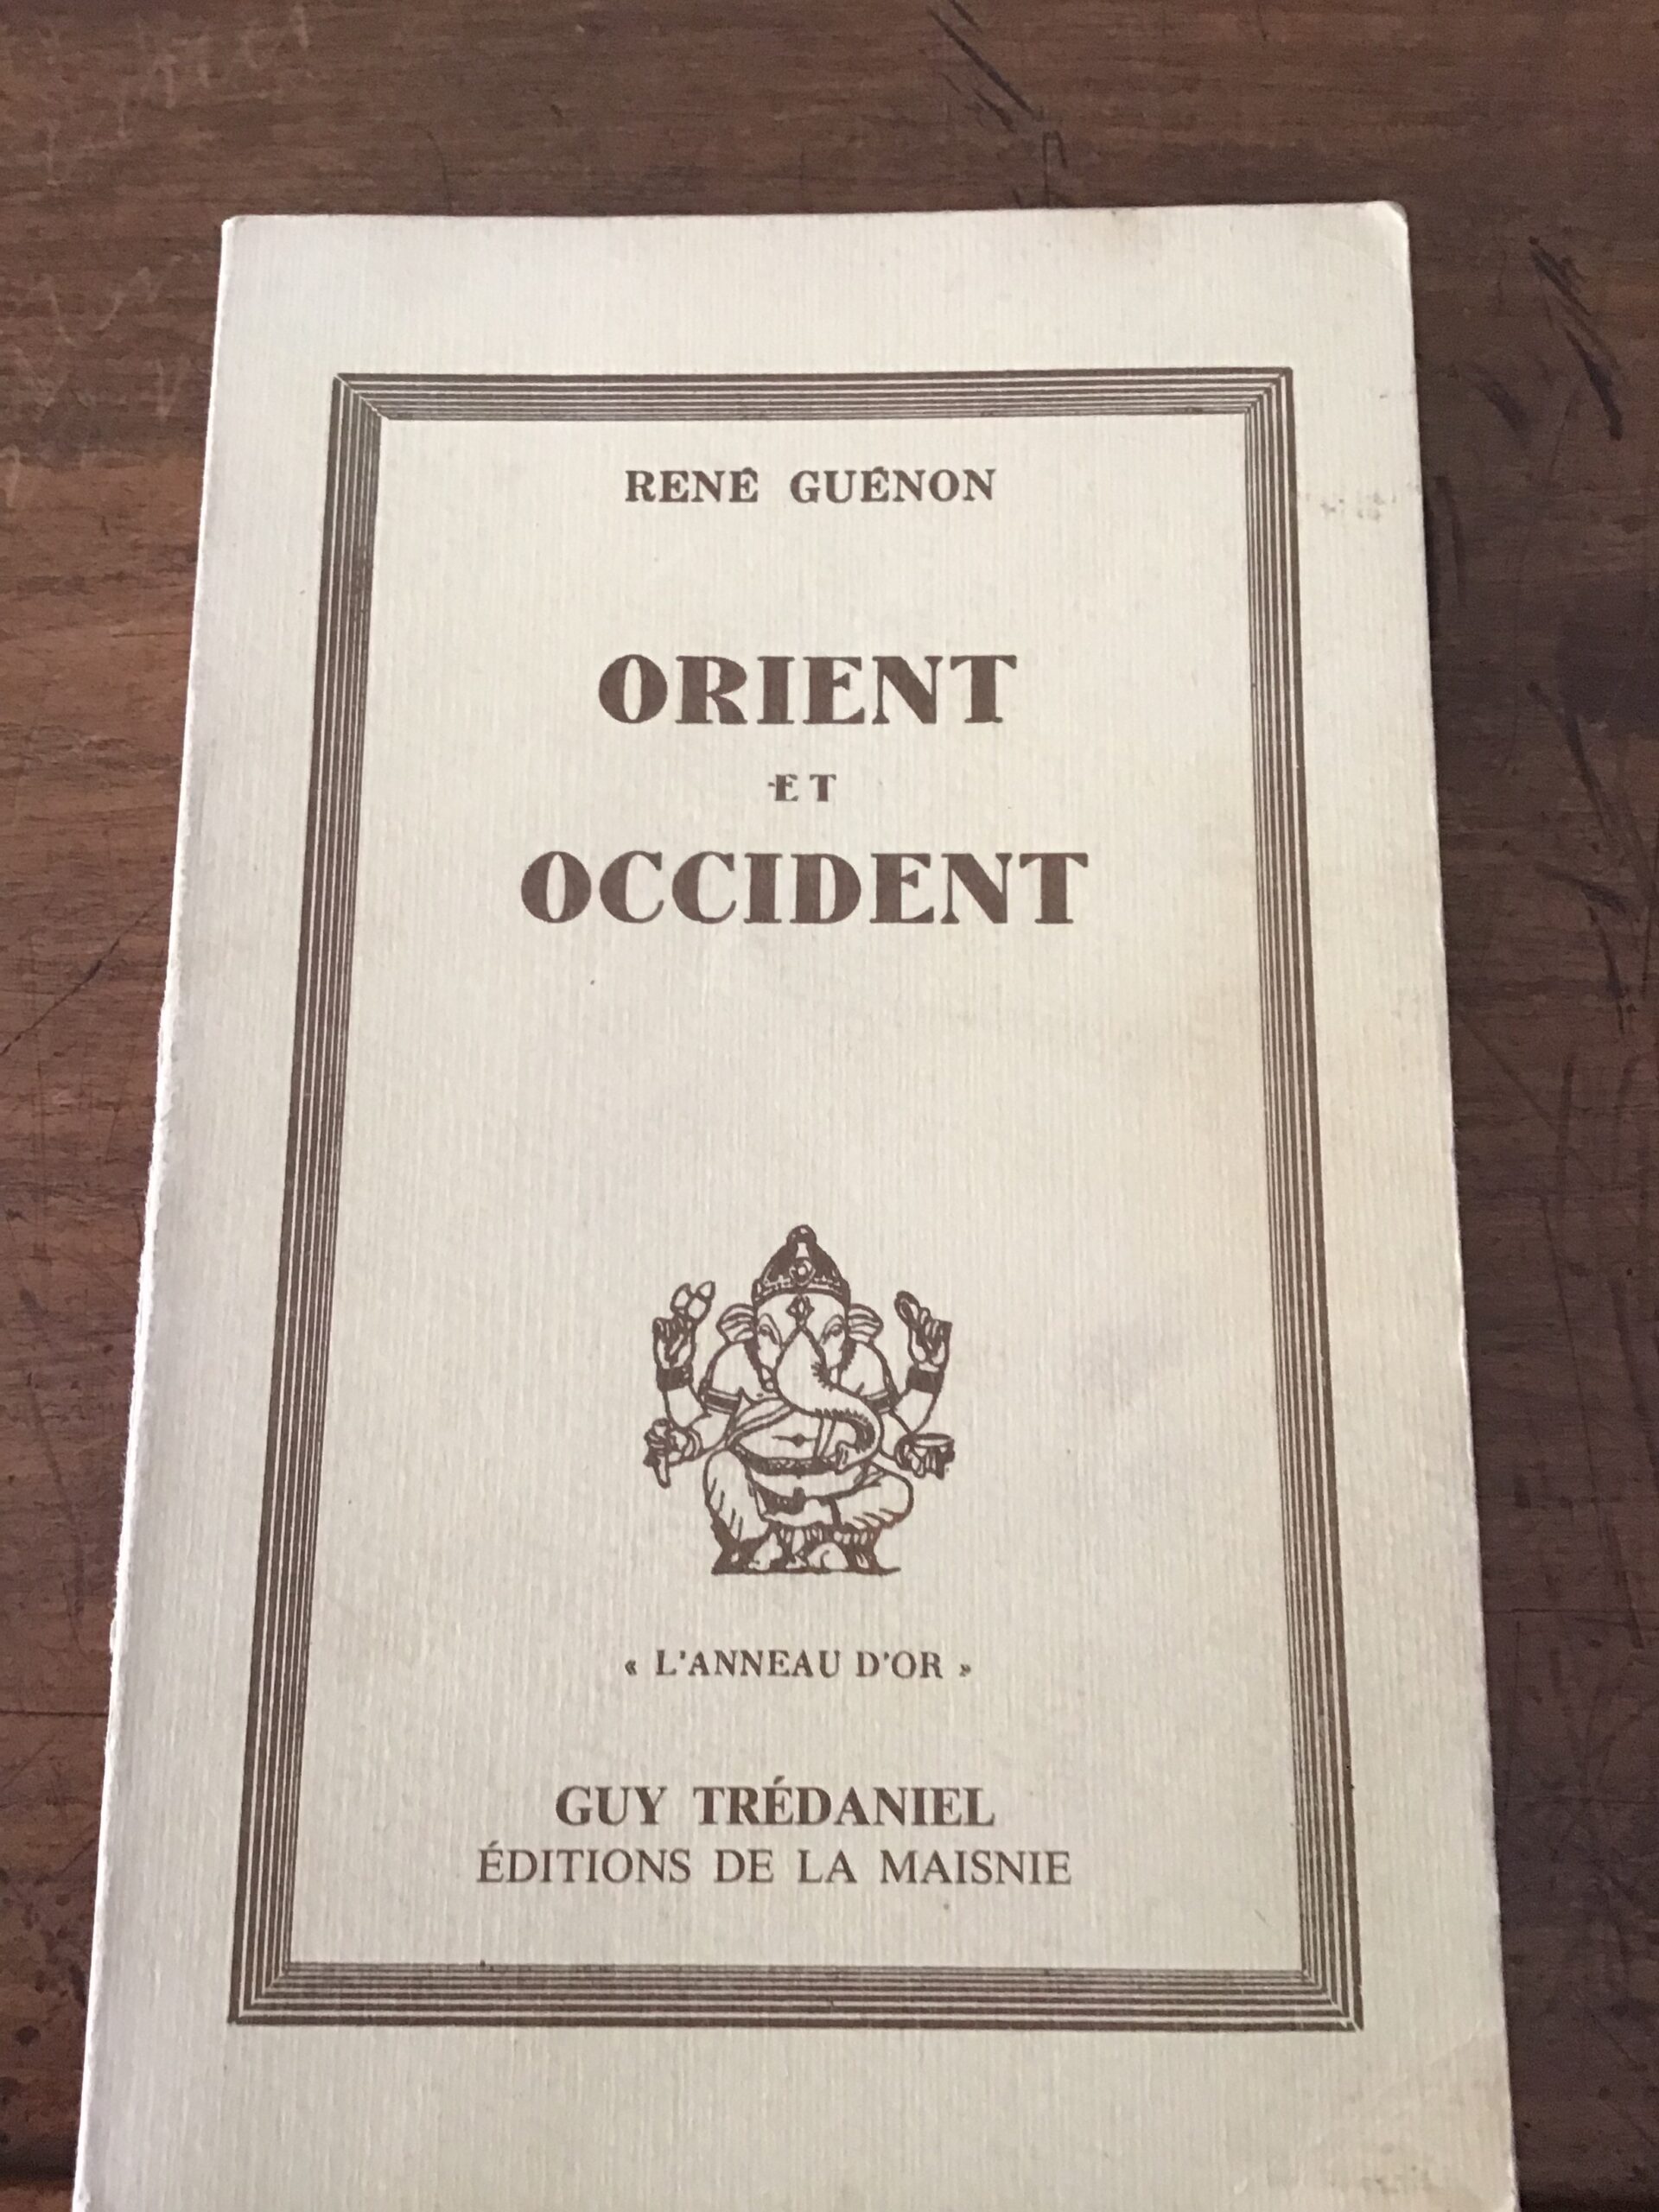 RENÉ GUÉNON
ORIENT
ET
OCCIDENT
« L'ANNEAU D'OR »
GUY TRÉDANIEL
ÉDITIONS DE LA MAISNIE